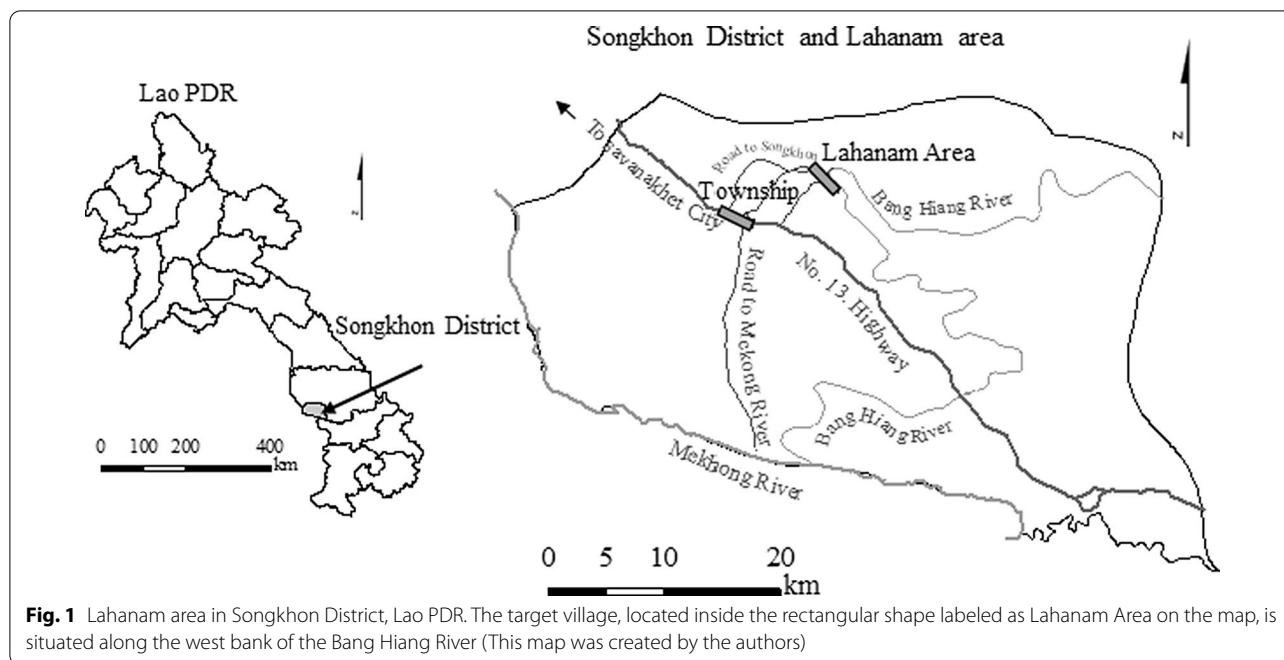 Songkhon District and Lahanam area
Lao PDR
z
Songkhon District
0 100 200 400
km
z
To Savanakhet City
Road to Songkhon
Lahanam Area
Township
Bang Hiang River
No. 13. Highway
Road to Mekong River
Bang Hiang River
Mekhong River
0 5 10 20
km
Fig. 1 Lahanam area in Songkhon District, Lao PDR. The target village, located inside the rectangular shape labeled as Lahanam Area on the map, is
situated along the west bank of the Bang Hiang River (This map was created by the authors)